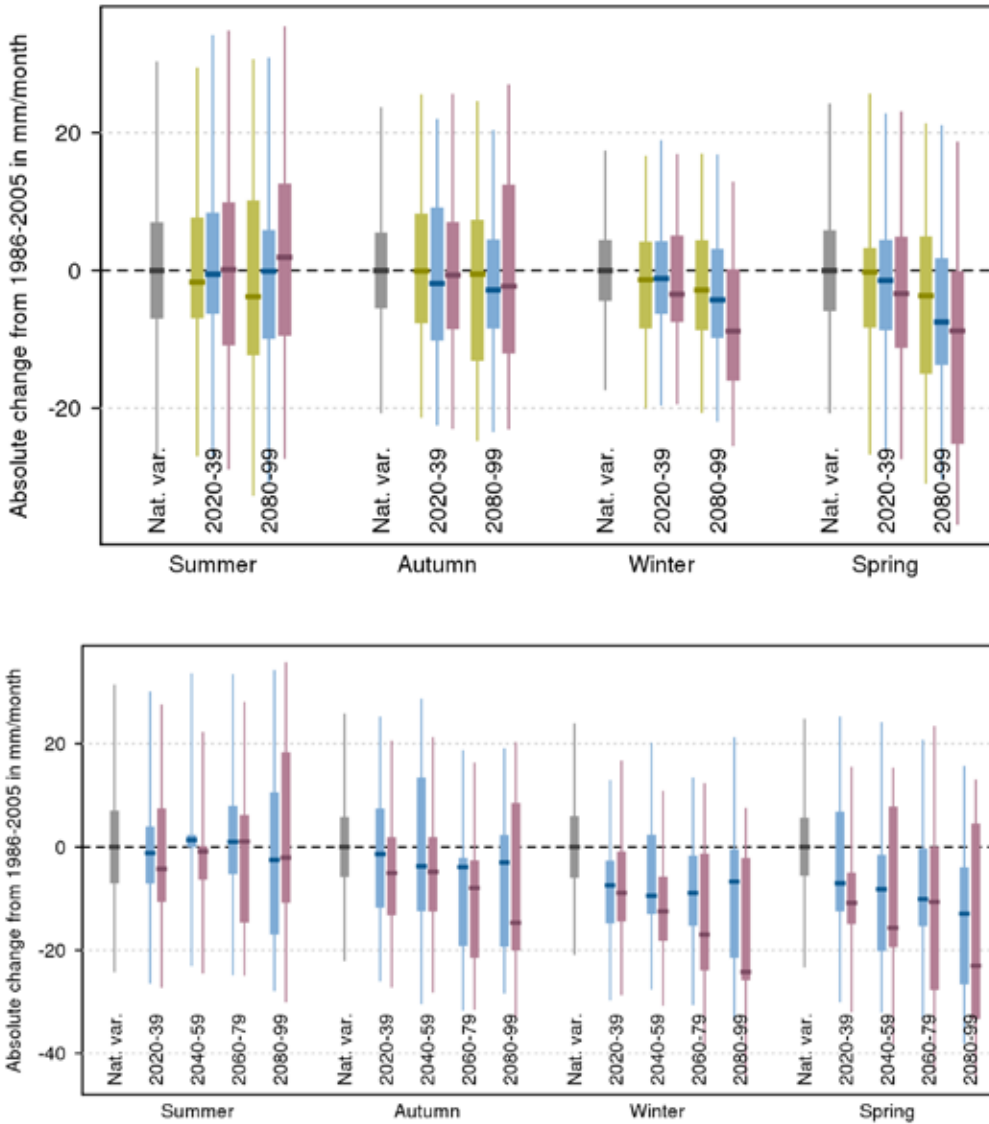 Absolute change from 1986-2005 in mm/month
20
0
-20
Nat. var.
2020-39
2080-99
Nat. var.
2020-39
2080-99
Nat. var.
2020-39
2080-99
Nat. var.
2020-39
2080-99
Summer
Autumn
Winter
Spring
Absolute change from 1986-2005 in mm/month
20
0
-20
-40
Nat. var.
2020-39
2040-59
2060-79
2080-99
Nat. var.
2020-39
2040-59
2060-79
2080-99
Nat. var.
2020-39
2040-59
2060-79
2080-99
Nat. var.
2020-39
2040-59
2060-79
2080-99
Summer
Autumn
Winter
Spring